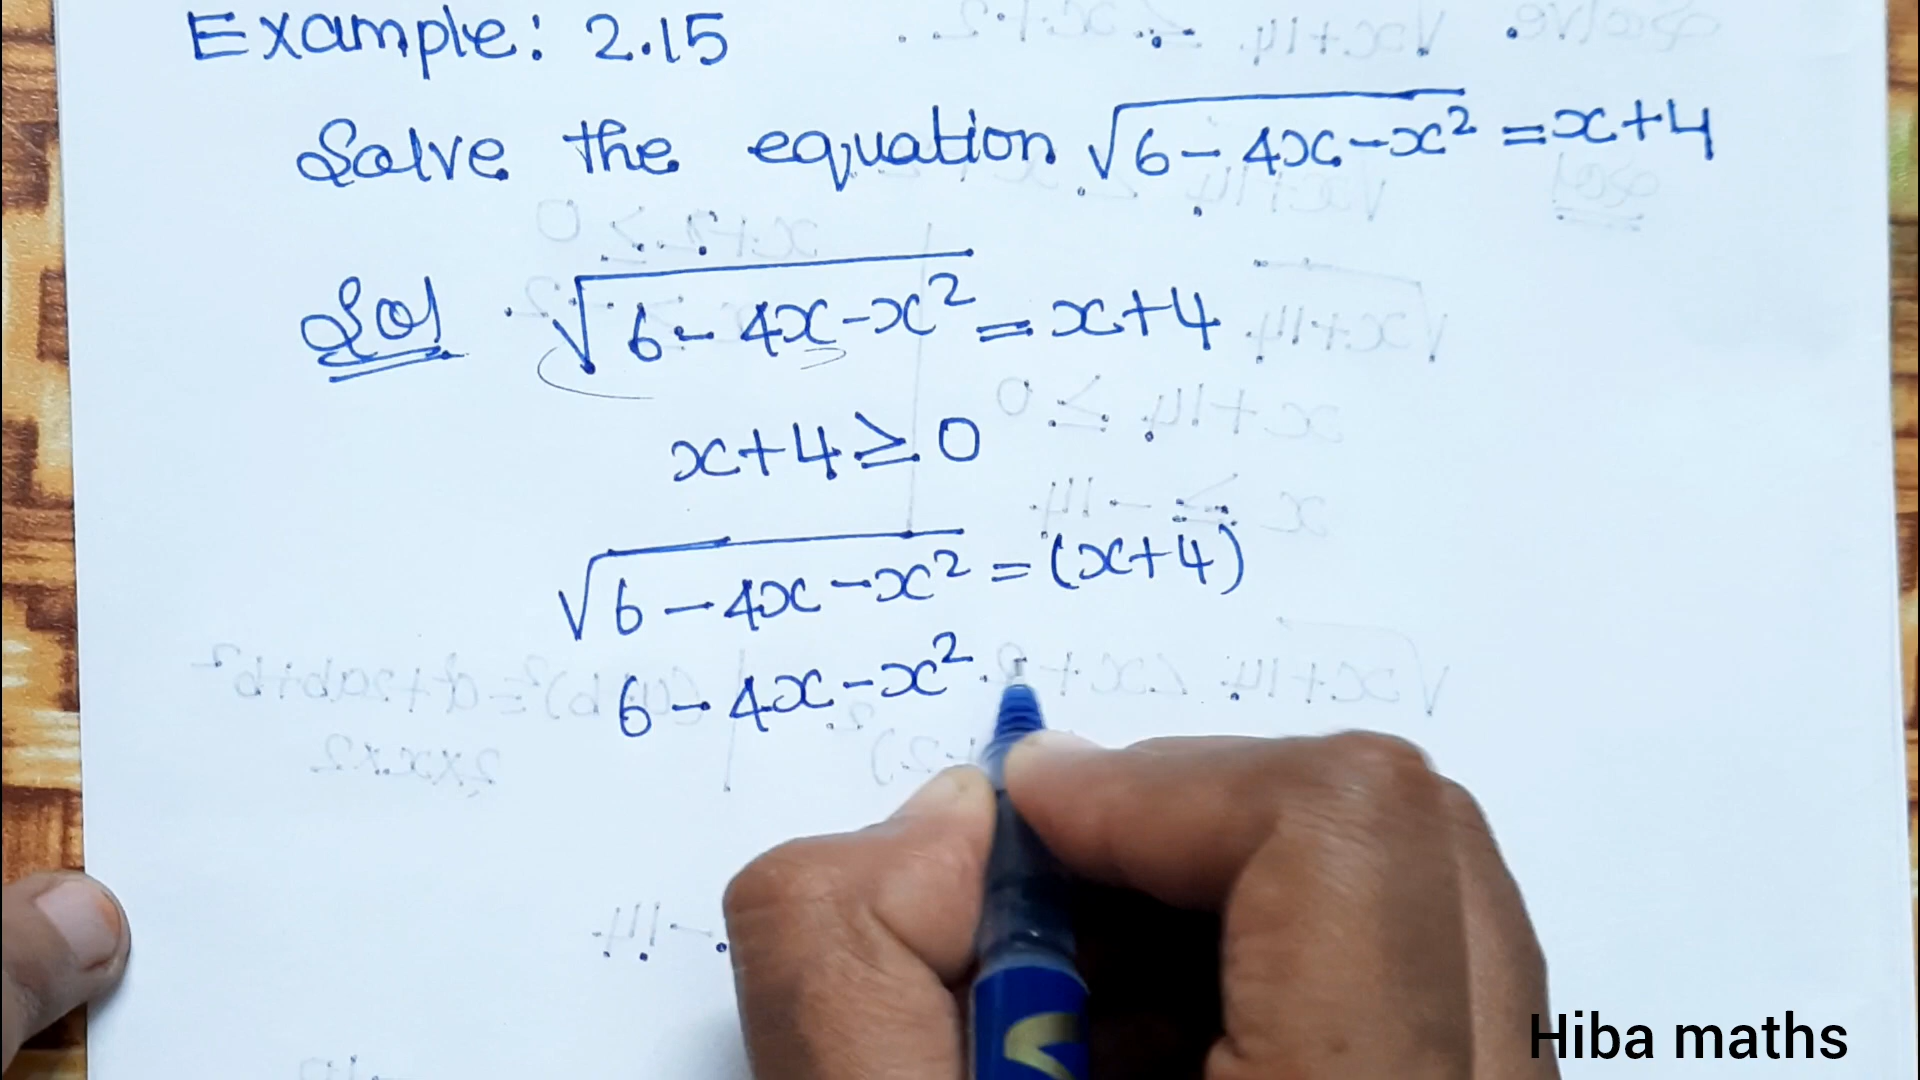 Example: 2.15
Solve the equation √(6-4x-x²) = x+4
Sol √(6-4x-x²) = x+4
x+4 ≥ 0
√(6-4x-x²) = (x+4)
6-4x-x²
Hiba maths